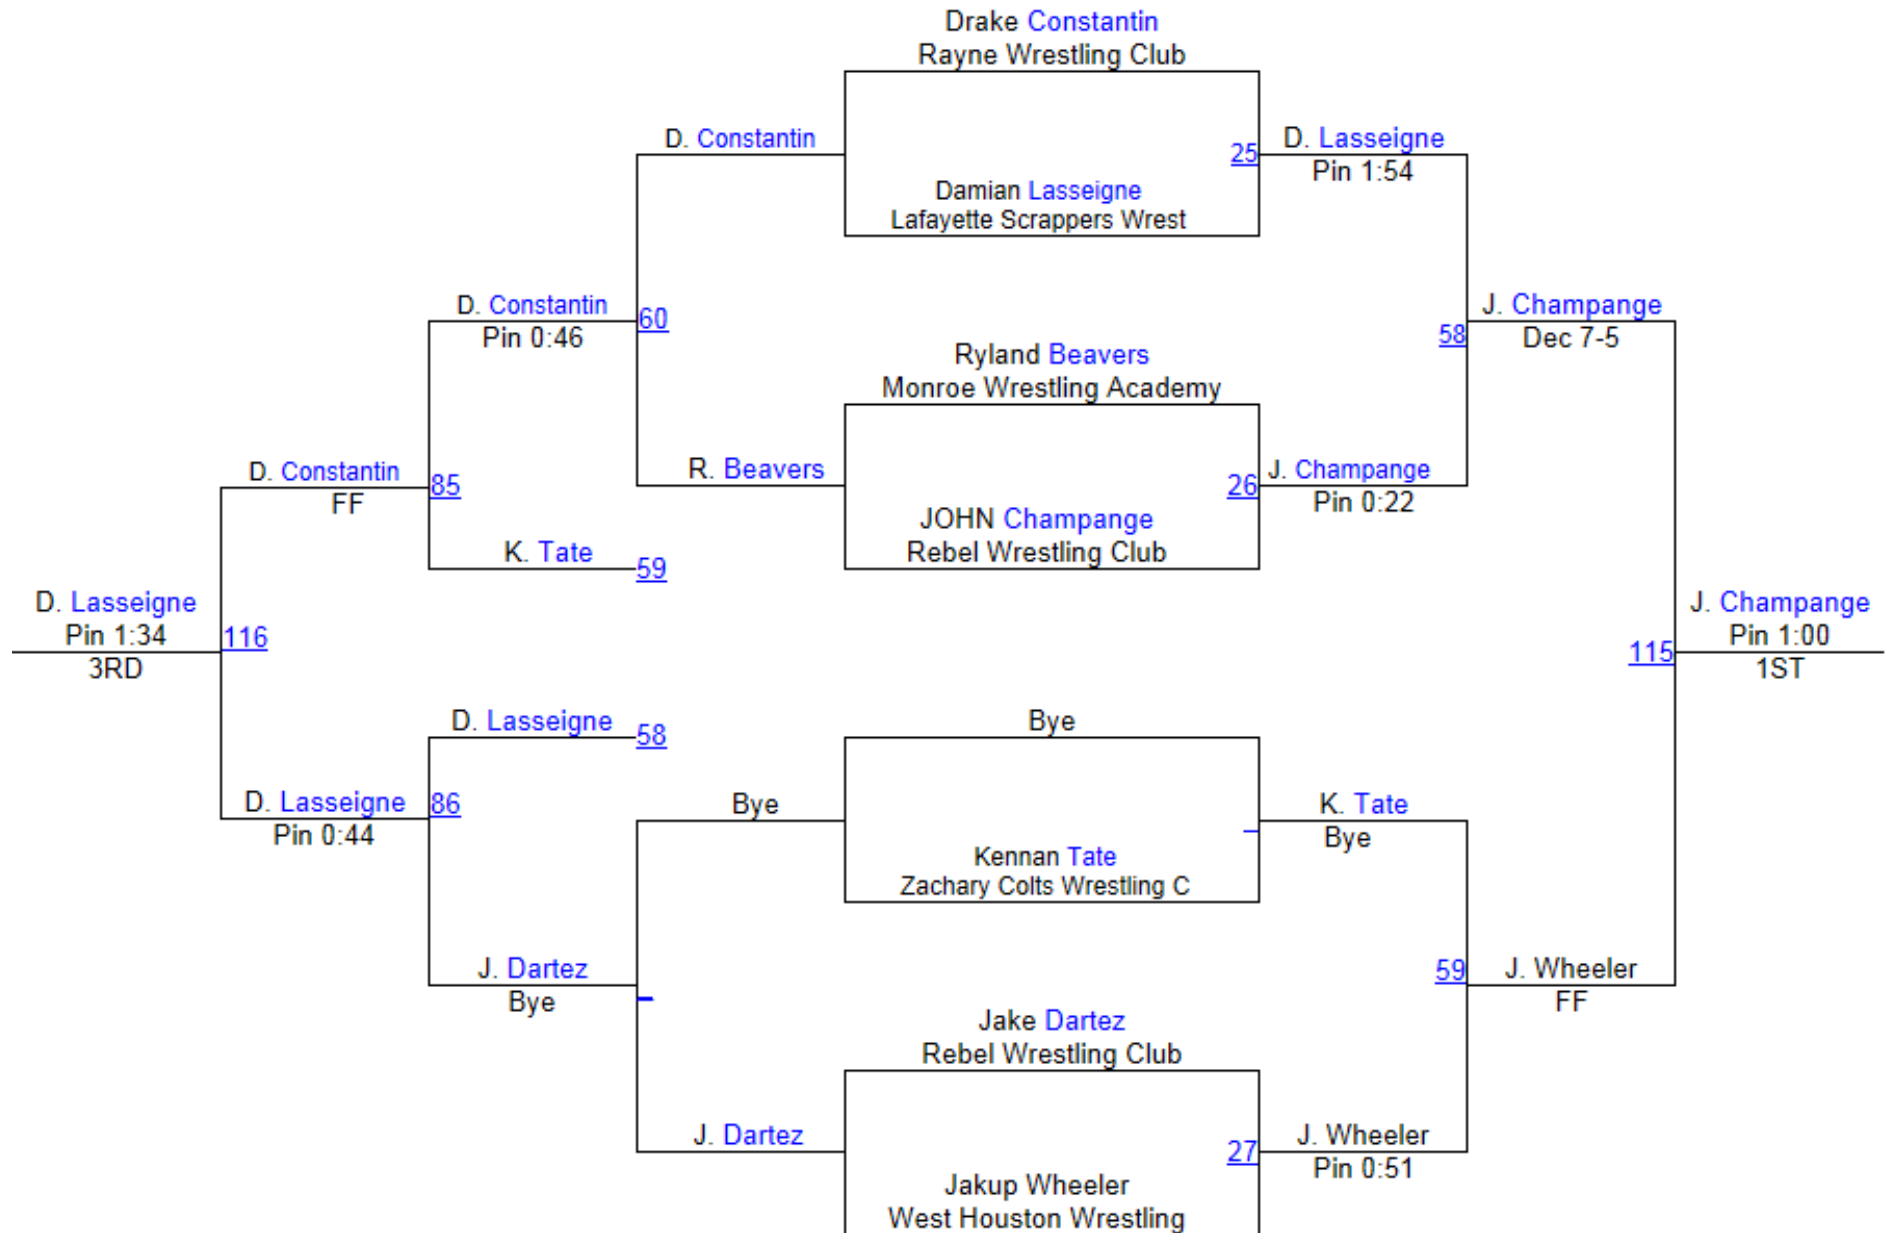 Drake Constantin
Rayne Wrestling Club
D. Constantin
25
D. Lasseigne
Pin 1:54
Damian Lasseigne
Lafayette Scrappers Wrest
D. Constantin
Pin 0:46
60
J. Champange
Dec 7-5
58
Ryland Beavers
Monroe Wrestling Academy
D. Constantin
FF
85
R. Beavers
26
J. Champange
Pin 0:22
JOHN Champange
Rebel Wrestling Club
K. Tate
59
D. Lasseigne
Pin 1:34
3RD
116
115
J. Champange
Pin 1:00
1ST
D. Lasseigne
58
Bye
D. Lasseigne
Pin 0:44
86
Bye
K. Tate
Bye
Kennan Tate
Zachary Colts Wrestling C
J. Dartez
Bye
59
J. Wheeler
FF
Jake Dartez
Rebel Wrestling Club
J. Dartez
27
J. Wheeler
Pin 0:51
Jakup Wheeler
West Houston Wrestling